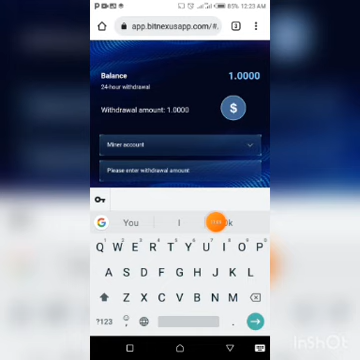 85% 12:23 AM
app.bitnexusapp.com/#.
Balance
1.0000
24-hour withdrawal
Withdrawal amount: 1.0000
$
Miner account
Please enter withdrawal amount
G You I Ok
Q W E R T Y U I O P
A S D F G H J K L
Z X C V B N M
?123 .
InShOt